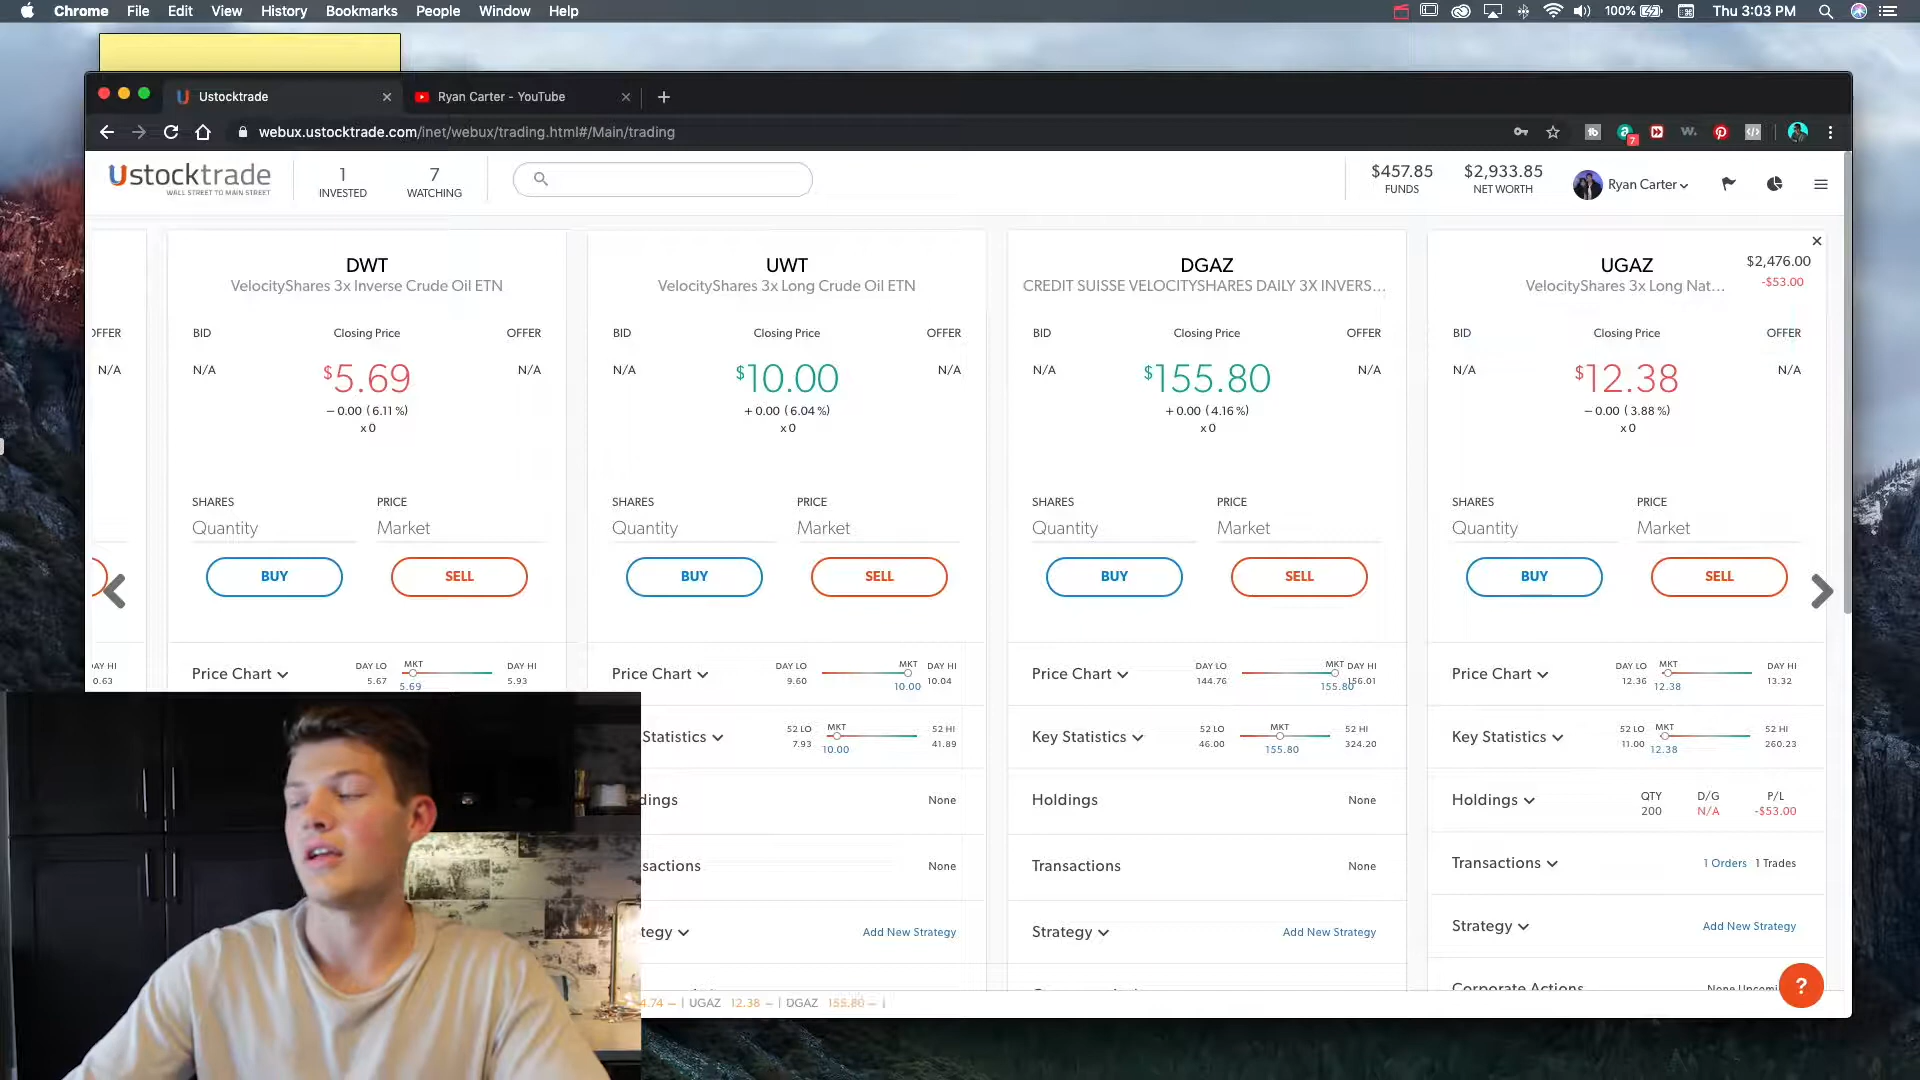 Chrome File Edit View History Bookmarks People Window Help 100% Thu 3:03 PM
Ustocktrade Ryan Carter - YouTube
webux.ustocktrade.com/inet/webux/trading.html#/Main/trading 7
Ustocktrade 1 7 $457.85 $2,933.85 Ryan Carter
WALL STREET TO MAIN STREET INVESTED WATCHING FUNDS NET WORTH
DWT UWT DGAZ UGAZ $2,476.00
VelocityShares 3x Inverse Crude Oil ETN VelocityShares 3x Long Crude Oil ETN CREDIT SUISSE VELOCITYSHARES DAILY 3X INVERS... VelocityShares 3x Long Nat... -$53.00
OFFER BID Closing Price OFFER BID Closing Price OFFER BID Closing Price OFFER BID Closing Price OFFER
N/A N/A $5.69 N/A N/A $10.00 N/A N/A $155.80 N/A N/A $12.38 N/A
– 0.00 (6.11 %) + 0.00 (6.04 %) + 0.00 (4.16 %) – 0.00 (3.88 %)
x 0 x 0 x 0 x 0
SHARES PRICE SHARES PRICE SHARES PRICE SHARES PRICE
Quantity Market Quantity Market Quantity Market Quantity Market
BUY SELL BUY SELL BUY SELL BUY SELL
AY HI Price Chart DAY LO MKT DAY HI Price Chart DAY LO MKT DAY HI Price Chart DAY LO MKT DAY HI Price Chart DAY LO MKT DAY HI
0.63 5.67 5.69 5.93 9.60 10.00 10.04 144.76 155.80 156.01 12.36 12.38 13.32
Statistics 52 LO MKT 52 HI Key Statistics 52 LO MKT 52 HI Key Statistics 52 LO MKT 52 HI
7.93 10.00 41.89 46.00 155.80 324.20 11.00 12.38 260.23
dings None Holdings None Holdings QTY D/G P/L
200 N/A -$53.00
sactions None Transactions None Transactions 1 Orders 1 Trades
tegy Add New Strategy Strategy Add New Strategy Strategy Add New Strategy
Corporate Actions None Upcomi ?
4.74 – | UGAZ 12.38 – | DGAZ 155.80 – |